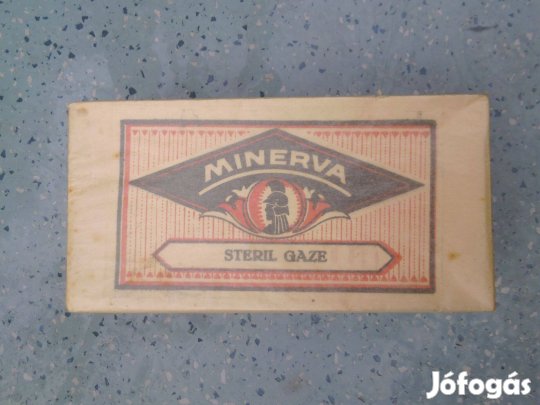 MINERVA
STERIL GAZE
Jófogás